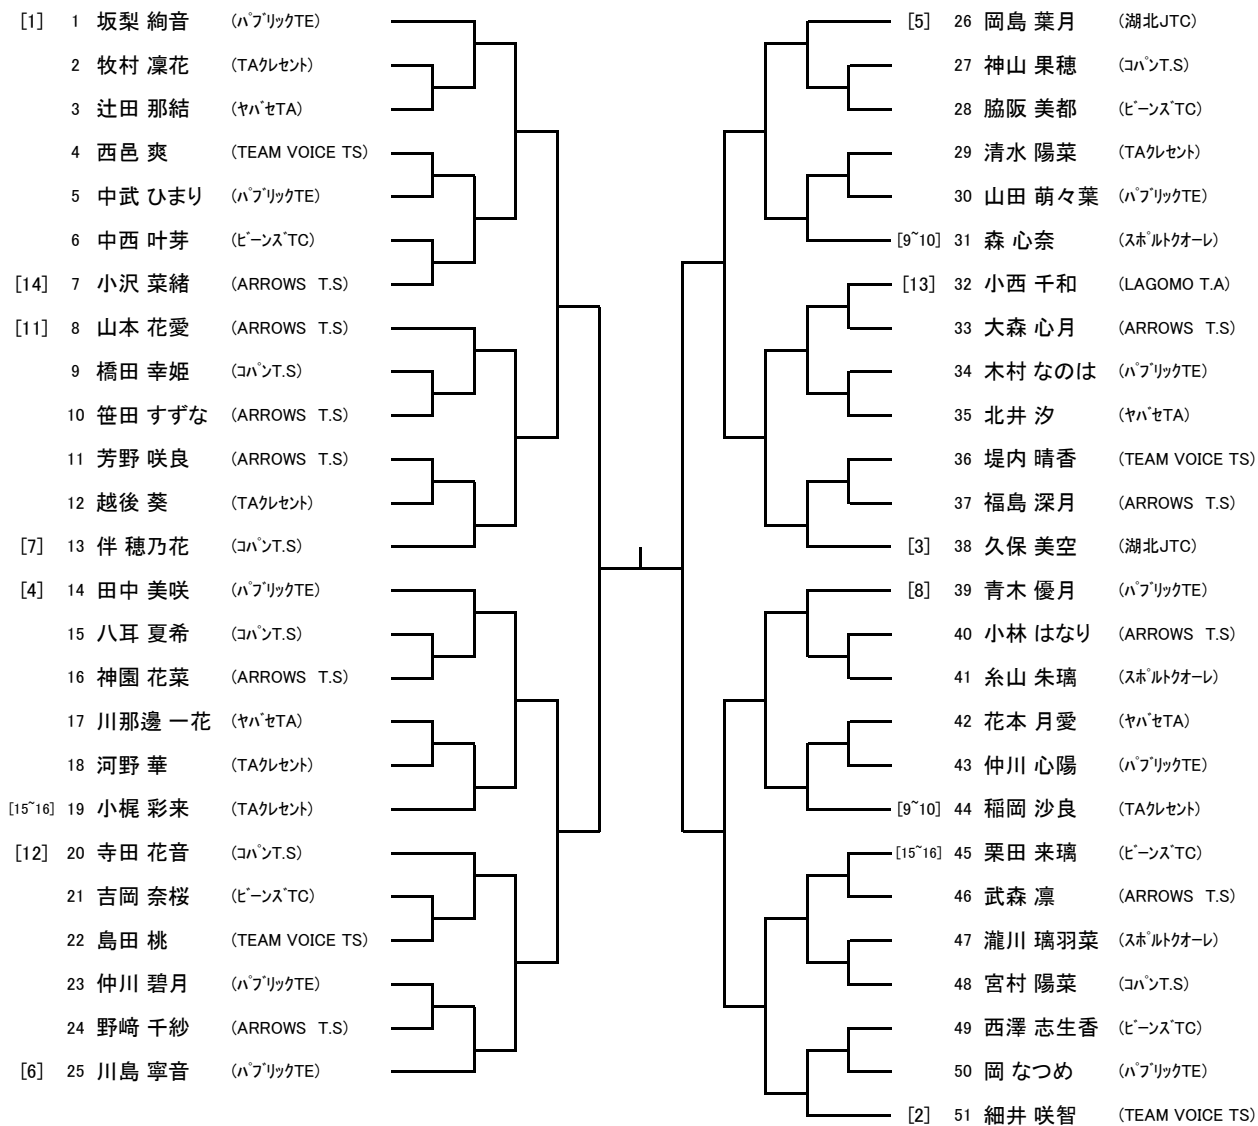 [1] 1 坂梨 絢音 (ﾊﾟﾌﾞﾘｯｸTE)
2 牧村 凜花 (TAｸﾚｾﾝﾄ)
3 辻田 那結 (ﾔﾊﾞｾTA)
4 西邑 爽 (TEAM VOICE TS)
5 中武 ひまり (ﾊﾟﾌﾞﾘｯｸTE)
6 中西 叶芽 (ﾋﾞｰﾝｽﾞTC)
[14] 7 小沢 菜緒 (ARROWS T.S)
[11] 8 山本 花愛 (ARROWS T.S)
9 橋田 幸姫 (ｺﾊﾟﾝT.S)
10 笹田 すずな (ARROWS T.S)
11 芳野 咲良 (ARROWS T.S)
12 越後 葵 (TAｸﾚｾﾝﾄ)
[7] 13 伴 穂乃花 (ｺﾊﾟﾝT.S)
[4] 14 田中 美咲 (ﾊﾟﾌﾞﾘｯｸTE)
15 八耳 夏希 (ｺﾊﾟﾝT.S)
16 神園 花菜 (ARROWS T.S)
17 川那邊 一花 (ﾔﾊﾞｾTA)
18 河野 華 (TAｸﾚｾﾝﾄ)
[15~16] 19 小梶 彩来 (TAｸﾚｾﾝﾄ)
[12] 20 寺田 花音 (ｺﾊﾟﾝT.S)
21 吉岡 奈桜 (ﾋﾞｰﾝｽﾞTC)
22 島田 桃 (TEAM VOICE TS)
23 仲川 碧月 (ﾊﾟﾌﾞﾘｯｸTE)
24 野﨑 千紗 (ARROWS T.S)
[6] 25 川島 寧音 (ﾊﾟﾌﾞﾘｯｸTE)
[5] 26 岡島 葉月 (湖北JTC)
27 神山 果穂 (ｺﾊﾟﾝT.S)
28 脇阪 美都 (ﾋﾞｰﾝｽﾞTC)
29 清水 陽菜 (TAｸﾚｾﾝﾄ)
30 山田 萌々葉 (ﾊﾟﾌﾞﾘｯｸTE)
[9~10] 31 森 心奈 (ｽﾎﾟﾙﾄｸｵｰﾚ)
[13] 32 小西 千和 (LAGOMO T.A)
33 大森 心月 (ARROWS T.S)
34 木村 なのは (ﾊﾟﾌﾞﾘｯｸTE)
35 北井 汐 (ﾔﾊﾞｾTA)
36 堤内 晴香 (TEAM VOICE TS)
37 福島 深月 (ARROWS T.S)
[3] 38 久保 美空 (湖北JTC)
[8] 39 青木 優月 (ﾊﾟﾌﾞﾘｯｸTE)
40 小林 はなり (ARROWS T.S)
41 糸山 朱璃 (ｽﾎﾟﾙﾄｸｵｰﾚ)
42 花本 月愛 (ﾔﾊﾞｾTA)
43 仲川 心陽 (ﾊﾟﾌﾞﾘｯｸTE)
[9~10] 44 稲岡 沙良 (TAｸﾚｾﾝﾄ)
[15~16] 45 栗田 来璃 (ﾋﾞｰﾝｽﾞTC)
46 武森 凛 (ARROWS T.S)
47 瀧川 璃羽菜 (ｽﾎﾟﾙﾄｸｵｰﾚ)
48 宮村 陽菜 (ｺﾊﾟﾝT.S)
49 西澤 志生香 (ﾋﾞｰﾝｽﾞTC)
50 岡 なつめ (ﾊﾟﾌﾞﾘｯｸTE)
[2] 51 細井 咲智 (TEAM VOICE TS)